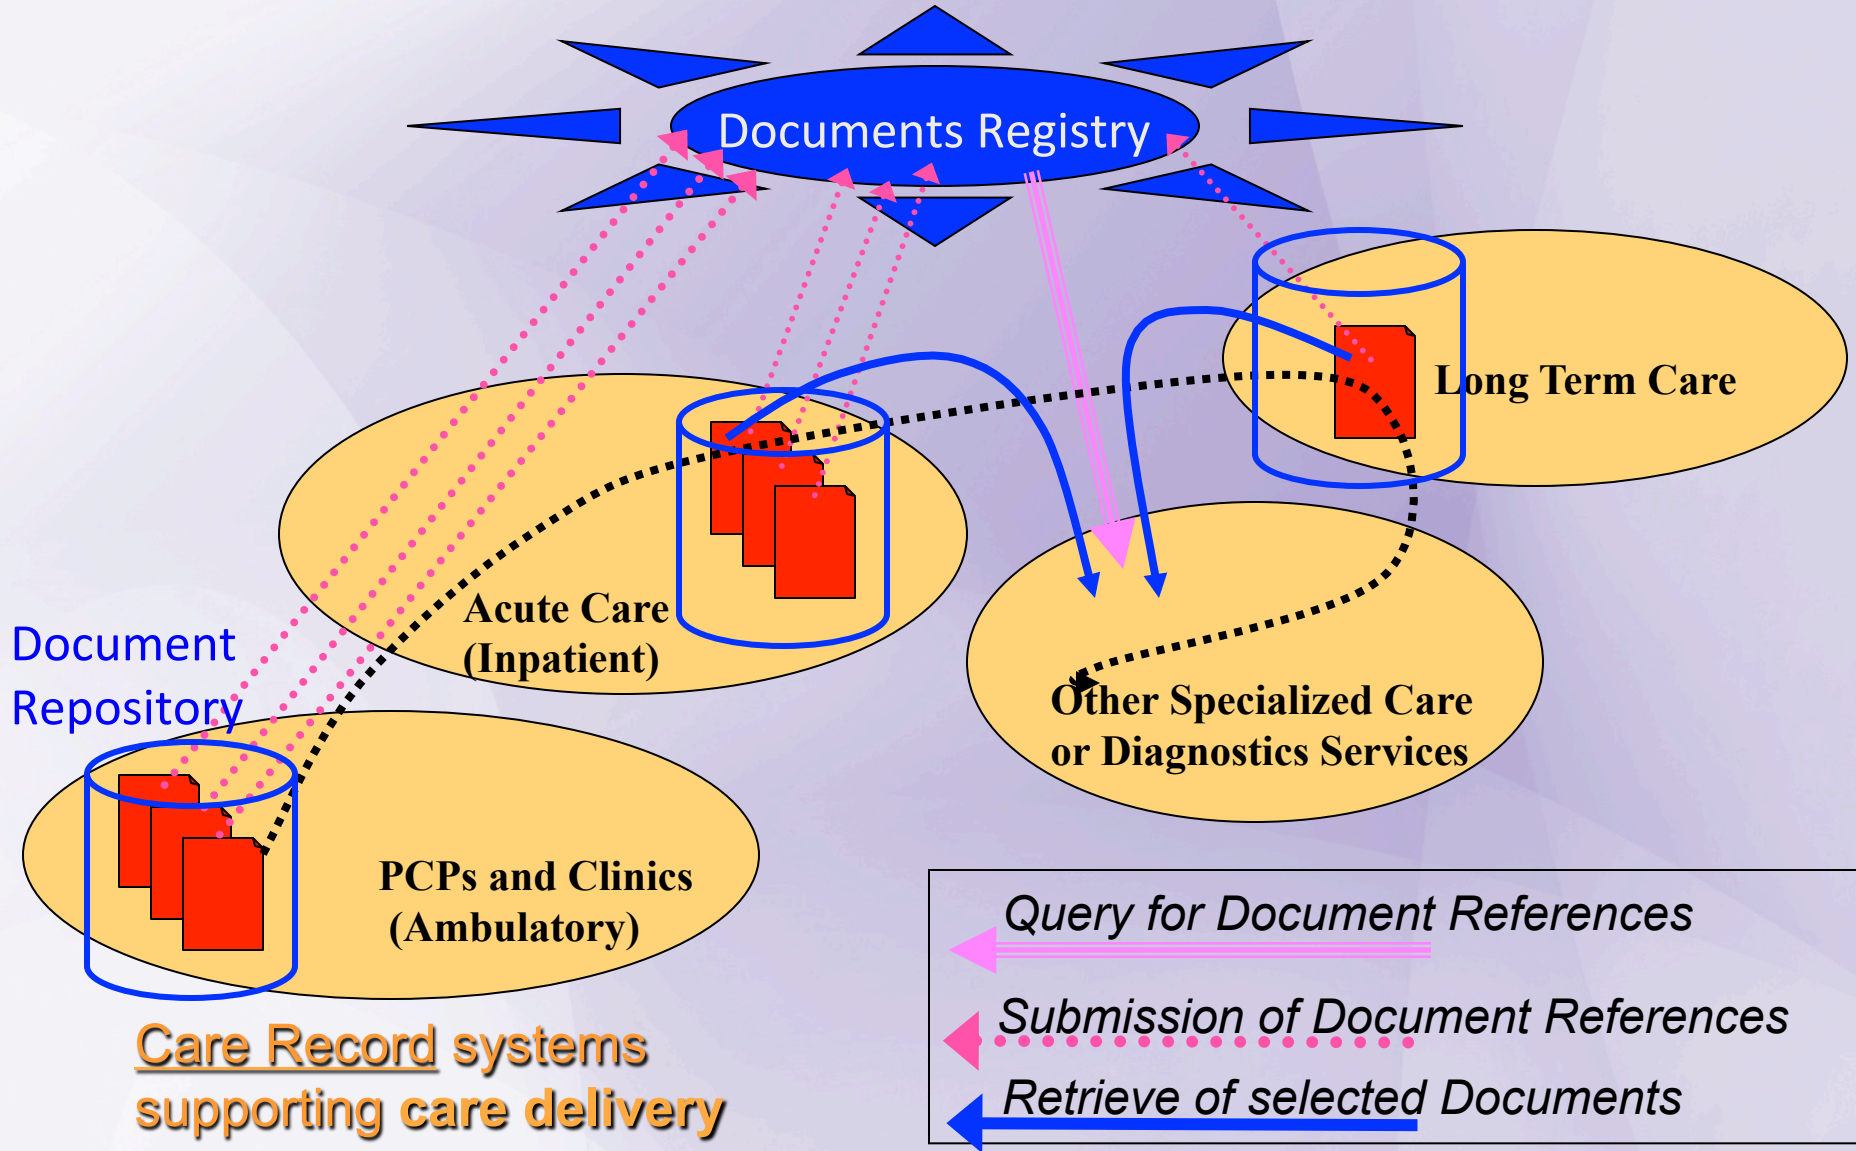 Documents Registry
Long Term Care
Acute Care
(Inpatient)
Document
Repository
Other Specialized Care
or Diagnostics Services
PCPs and Clinics
(Ambulatory)
Query for Document References
Submission of Document References
Retrieve of selected Documents
Care Record systems
supporting care delivery